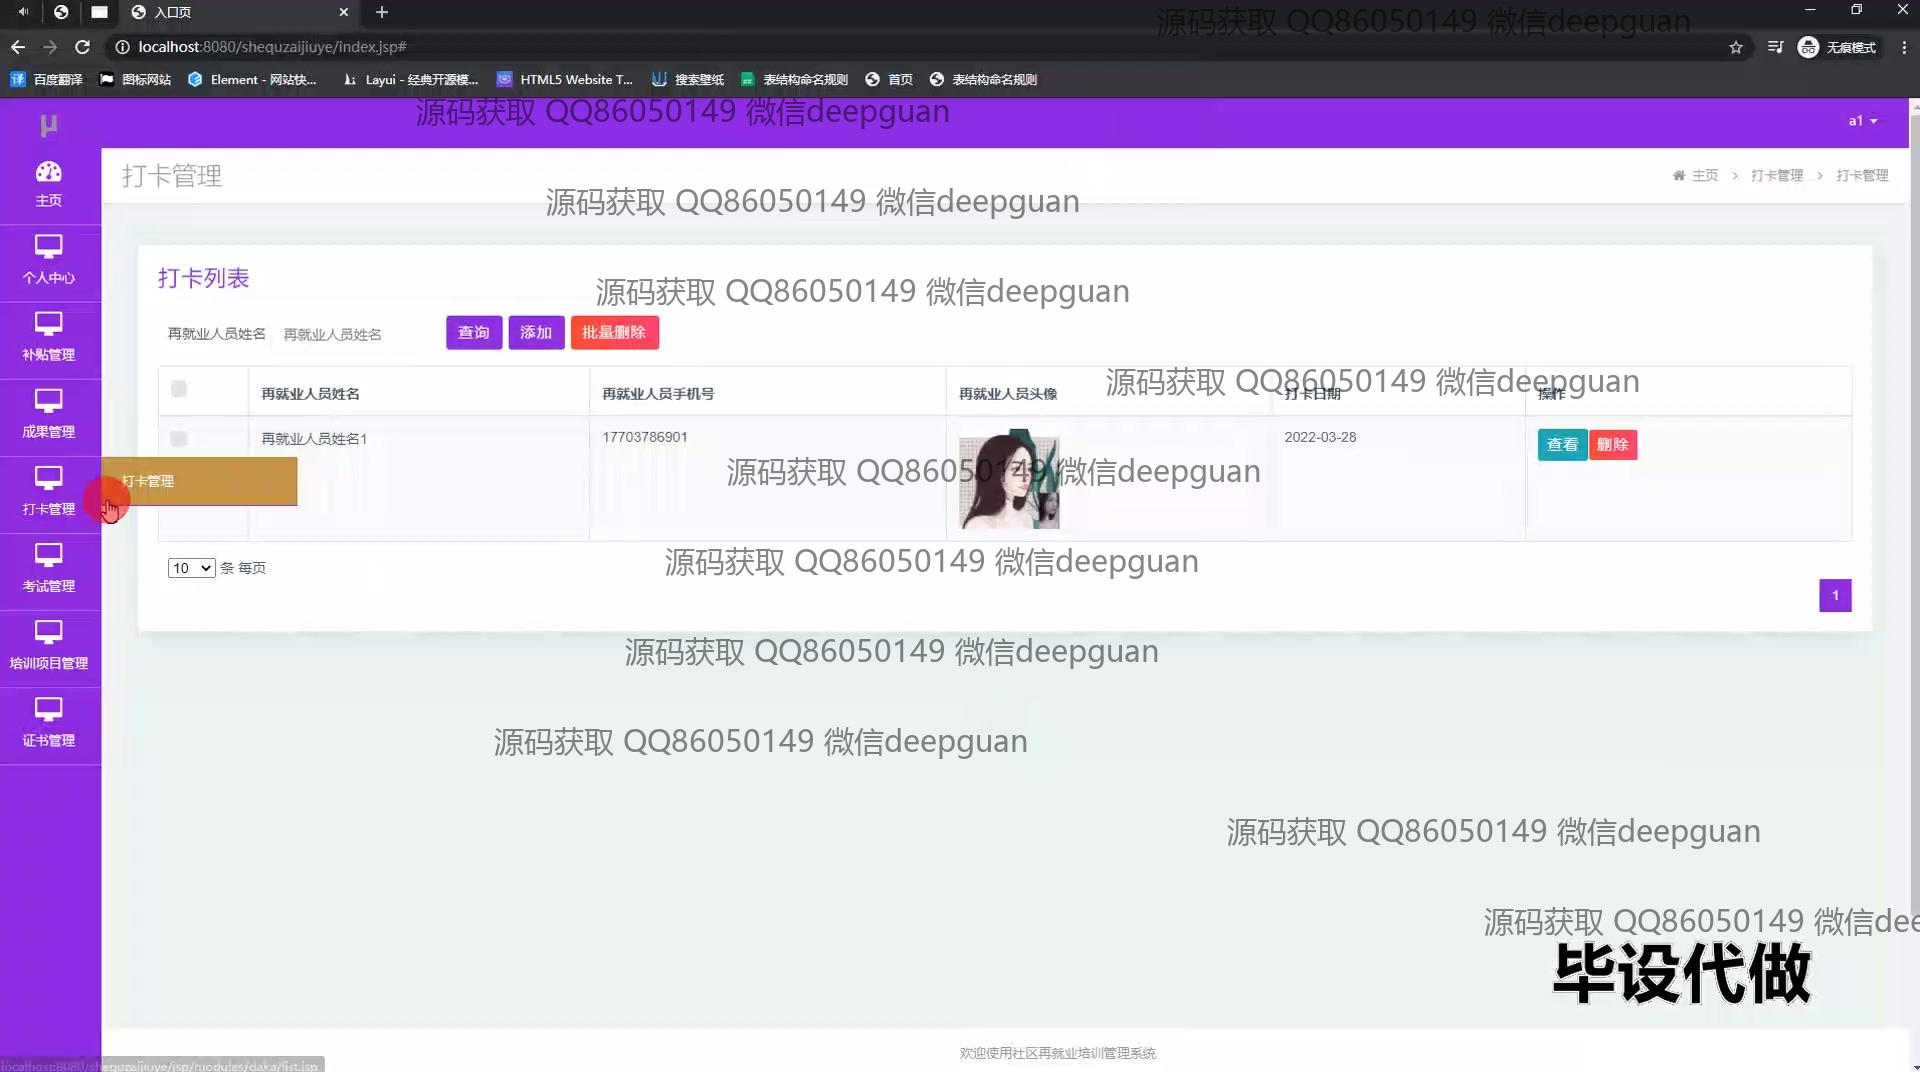 入口页
源码获取 QQ86050149 微信deepguan
localhost:8080/shequzaijiuye/index.jsp#
无痕模式
百度翻译 图标网站 Element - 网站快... Layui - 经典开源模... HTML5 Website T... 搜索壁纸 表结构命名规则 首页 表结构命名规则
源码获取 QQ86050149 微信deepguan
μ
a1
打卡管理
主页 > 打卡管理 > 打卡管理
主页
源码获取 QQ86050149 微信deepguan
个人中心
打卡列表
源码获取 QQ86050149 微信deepguan
再就业人员姓名 再就业人员姓名 查询 添加 批量删除
补贴管理
源码获取 QQ86050149 微信deepguan
再就业人员姓名 再就业人员手机号 再就业人员头像 打卡日期 操作
成果管理
再就业人员姓名1 17703786901 2022-03-28 查看 删除
源码获取 QQ86050149 微信deepguan
打卡管理
打卡管理
源码获取 QQ86050149 微信deepguan
10 条 每页
考试管理
1
源码获取 QQ86050149 微信deepguan
培训项目管理
证书管理
源码获取 QQ86050149 微信deepguan
源码获取 QQ86050149 微信deepguan
源码获取 QQ86050149 微信dee
毕设代做
欢迎使用社区再就业培训管理系统
localhost:8080/shequzaijiuye/jsp/modules/daka/list.jsp